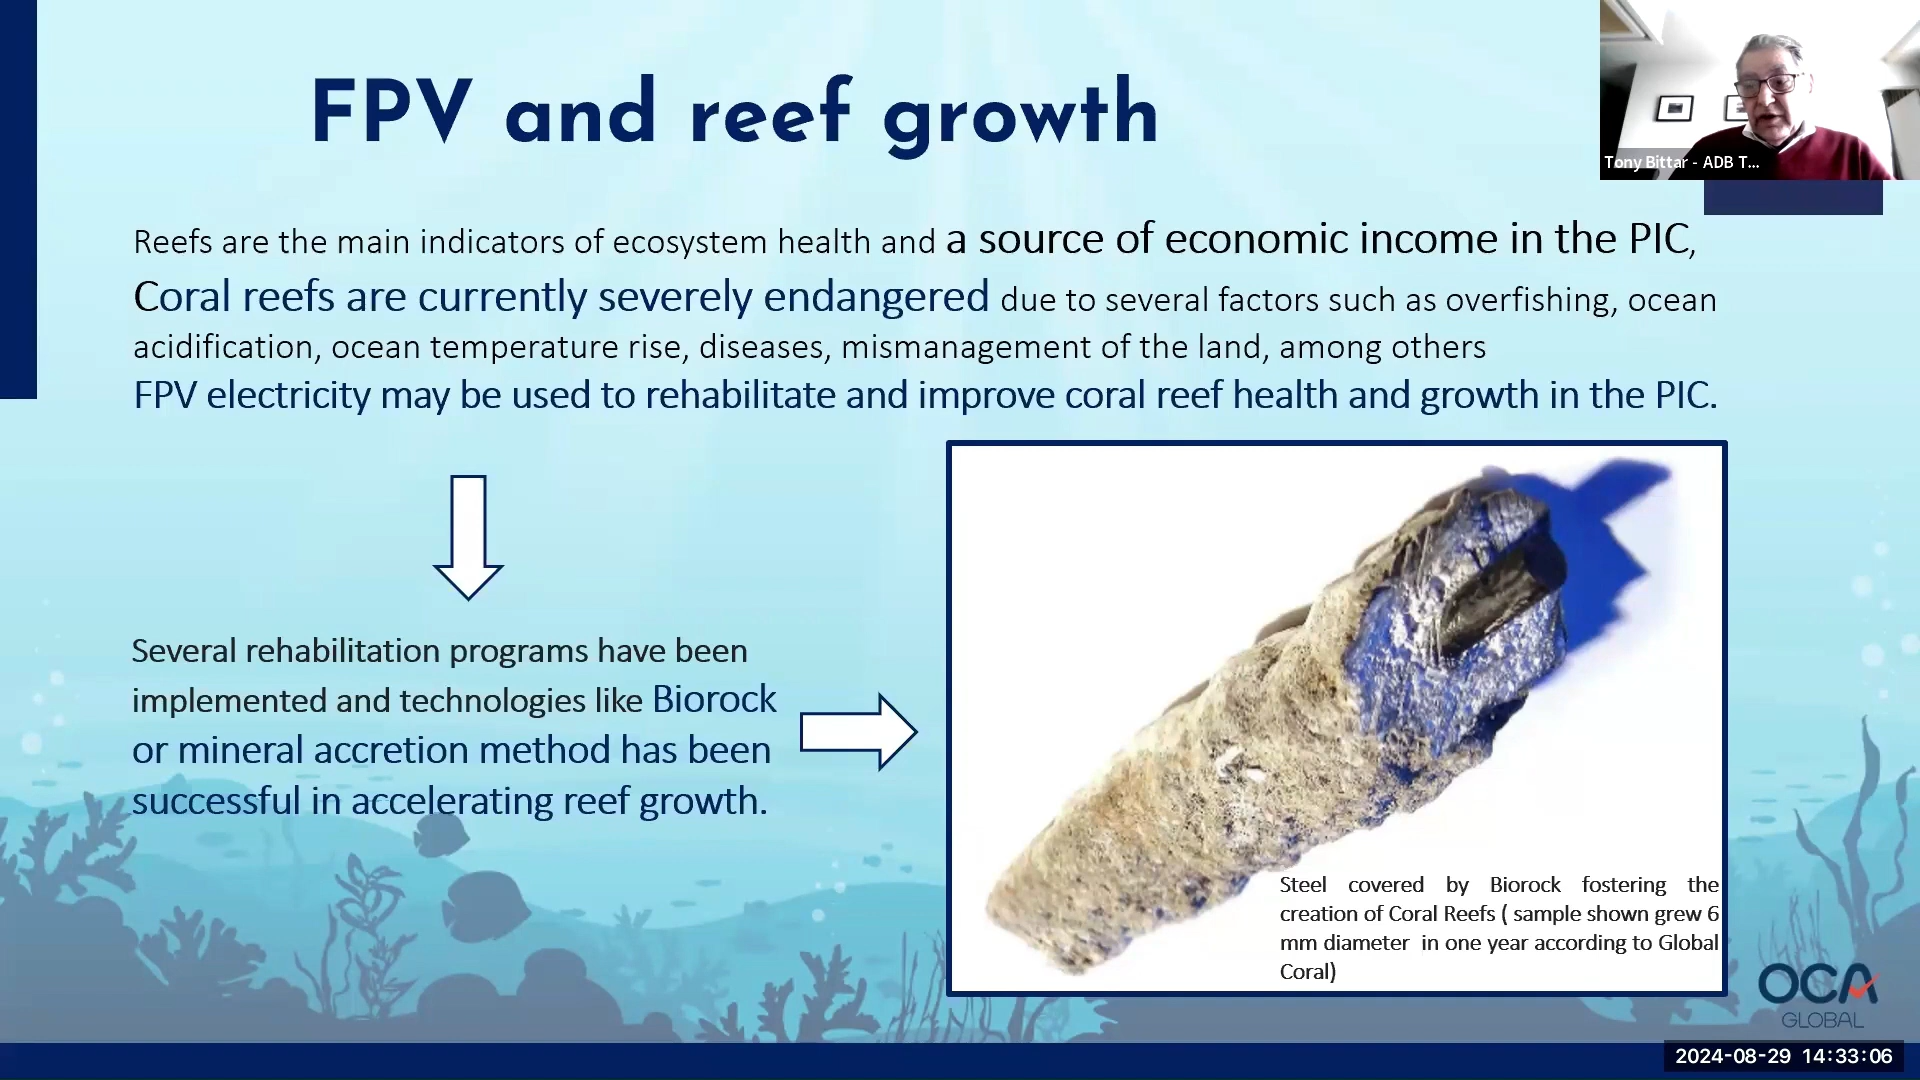 FPV and reef growth
Tony Bittar - ADB T...
Reefs are the main indicators of ecosystem health and a source of economic income in the PIC,
Coral reefs are currently severely endangered due to several factors such as overfishing, ocean
acidification, ocean temperature rise, diseases, mismanagement of the land, among others
FPV electricity may be used to rehabilitate and improve coral reef health and growth in the PIC.
Several rehabilitation programs have been
implemented and technologies like Biorock
or mineral accretion method has been
successful in accelerating reef growth.
Steel covered by Biorock fostering the
creation of Coral Reefs ( sample shown grew 6
mm diameter in one year according to Global
Coral)
OCA
GLOBAL
2024-08-29 14:33:06